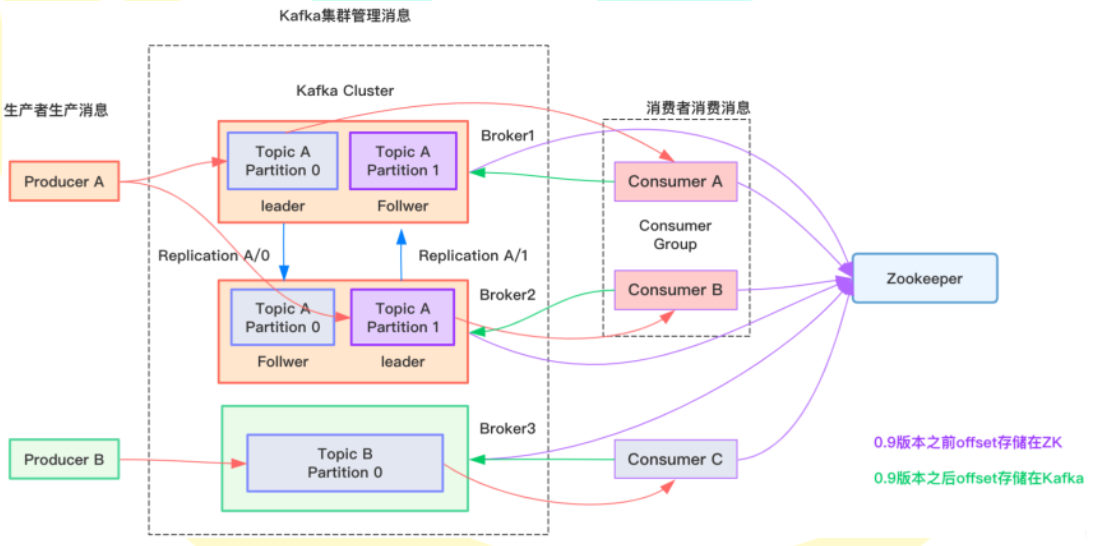 Kafka集群管理消息
生产者生产消息
Kafka Cluster
消费者消费消息
Broker1
Topic A
Partition 0
Topic A
Partition 1
Producer A
Consumer A
leader
Follwer
Consumer
Group
Replication A/0
Replication A/1
Zookeeper
Broker2
Consumer B
Topic A
Partition 0
Topic A
Partition 1
Follwer
leader
Broker3
0.9版本之前offset存储在ZK
Topic B
Partition 0
Producer B
Consumer C
0.9版本之后offset存储在Kafka